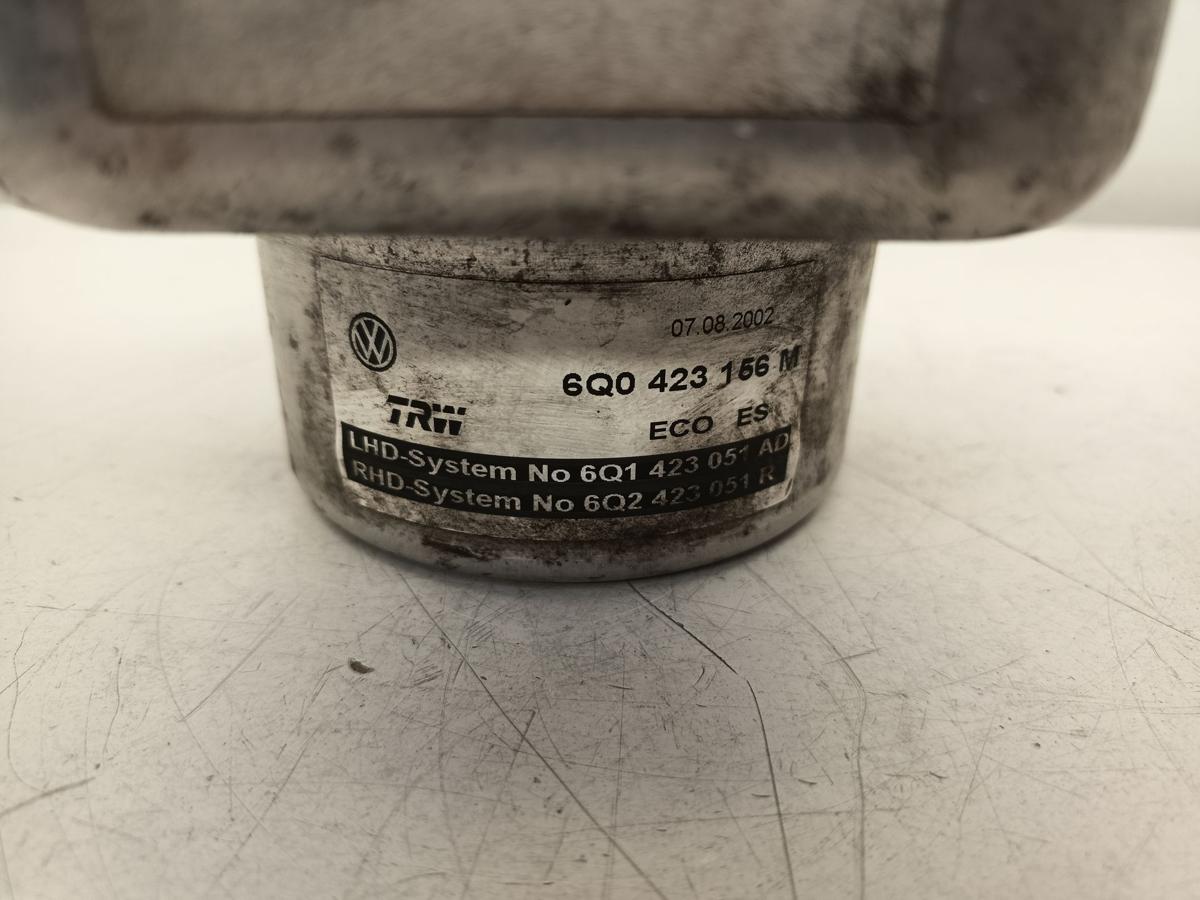 07.08.2002
6Q0 423 156 M
TRW
ECO ES
LHD-System No 6Q1 423 051 AD
RHD-System No 6Q2 423 051 R